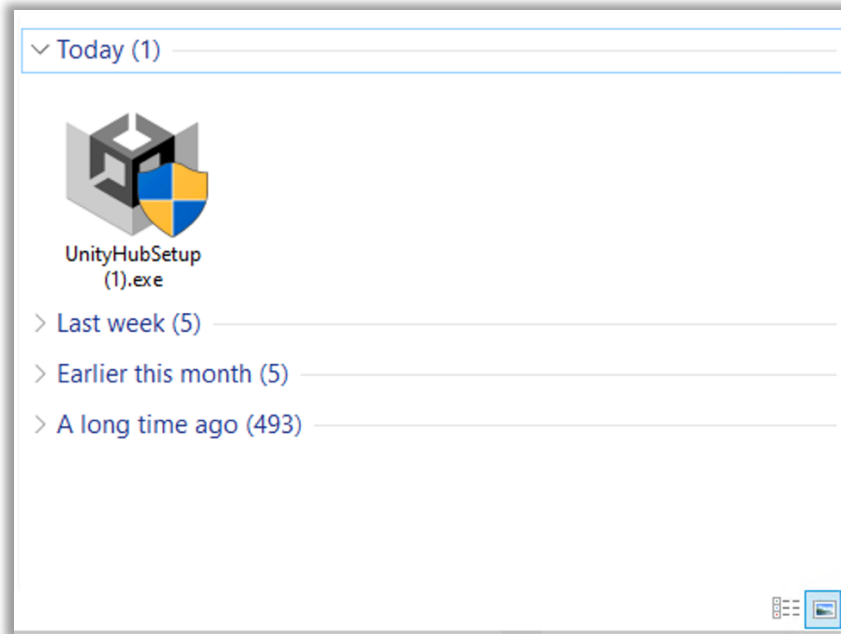 Today (1)
UnityHubSetup
(1).exe
Last week (5)
Earlier this month (5)
A long time ago (493)